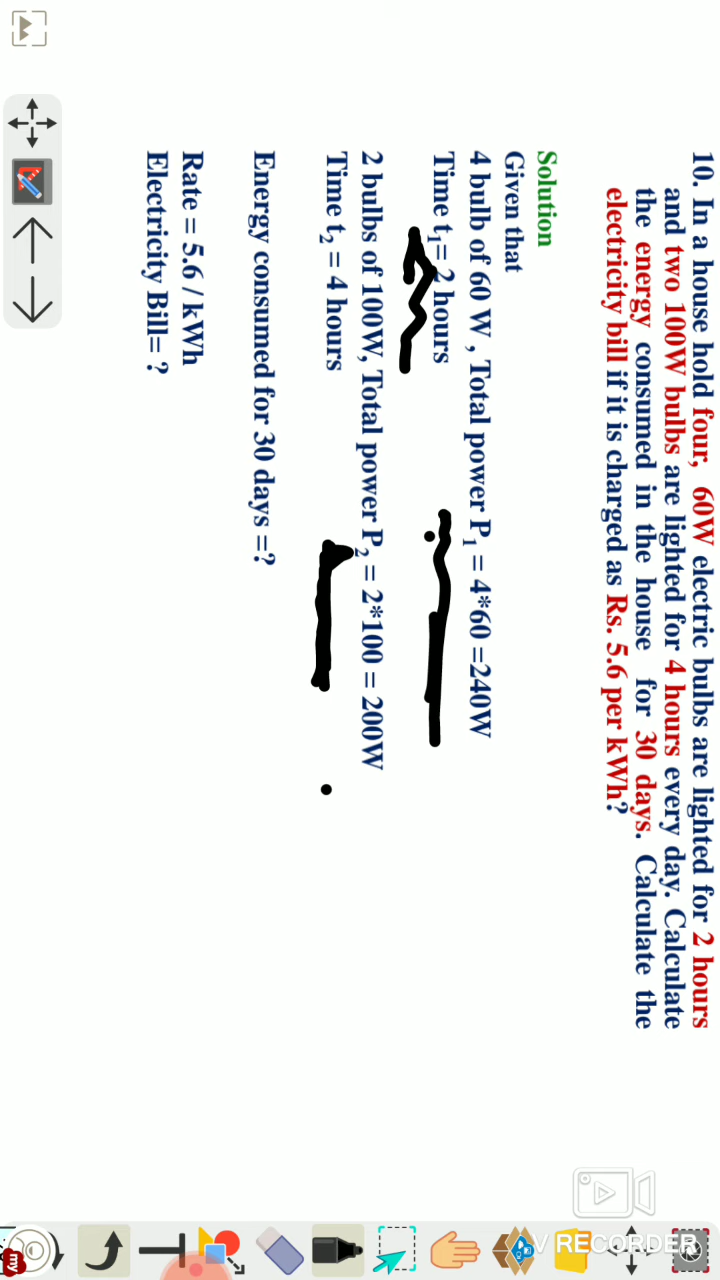 10. In a house hold four, 60W electric bulbs are lighted for 2 hours
and two 100W bulbs are lighted for 4 hours every day. Calculate
the energy consumed in the house for 30 days. Calculate the
electricity bill if it is charged as Rs. 5.6 per kWh?
Solution
Given that
4 bulb of 60 W , Total power P₁ = 4*60 =240W
Time t₁= 2 hours
2 bulbs of 100W, Total power P₂ = 2*100 = 200W
Time t₂ = 4 hours
Energy consumed for 30 days =?
Rate = 5.6 / kWh
Electricity Bill= ?
V RECORDER
my